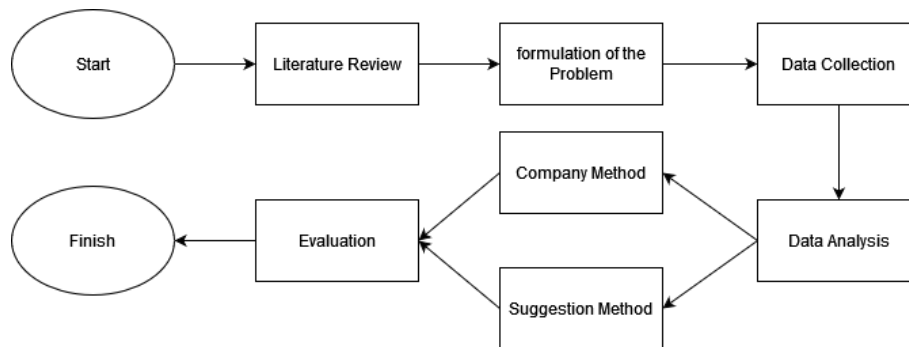 Start
Literature Review
formulation of the
Problem
Data Collection
Company Method
Finish
Evaluation
Data Analysis
Suggestion Method